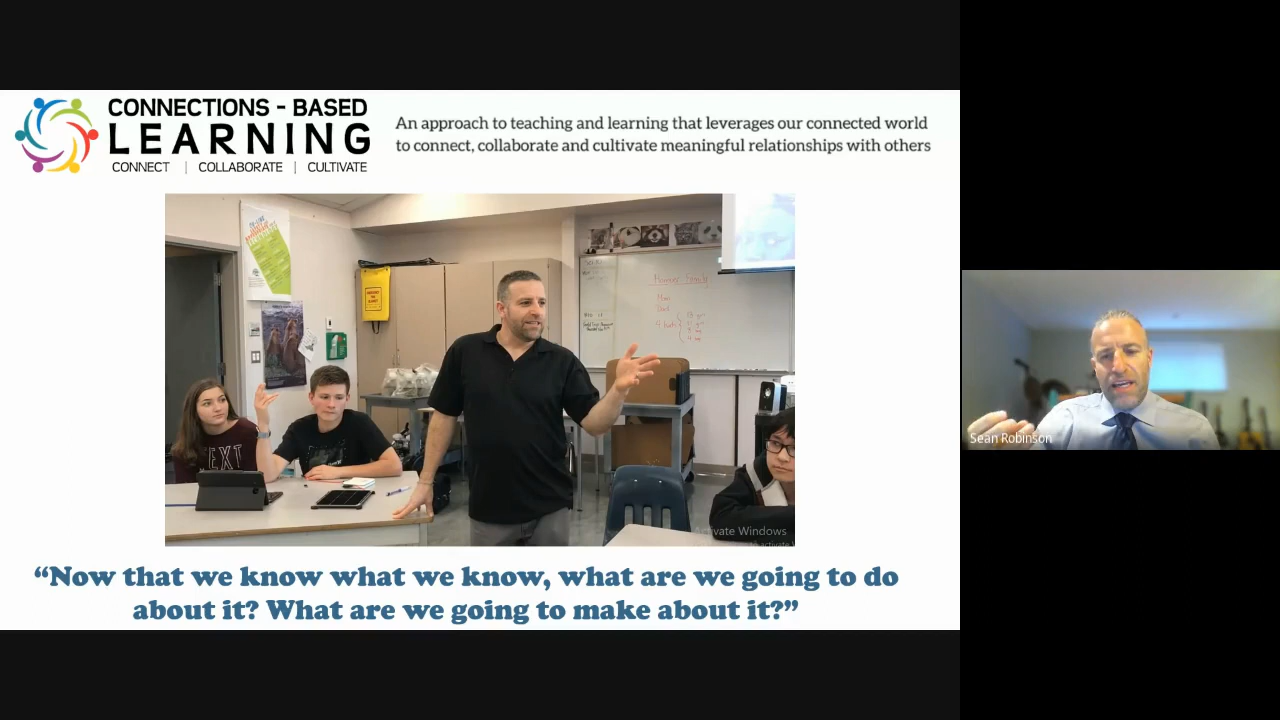 CONNECTIONS - BASED
LEARNING
CONNECT | COLLABORATE | CULTIVATE
An approach to teaching and learning that leverages our connected world
to connect, collaborate and cultivate meaningful relationships with others
Mom
TEXT
Activate Windows
“Now that we know what we know, what are we going to do
about it? What are we going to make about it?”
Sean Robinson